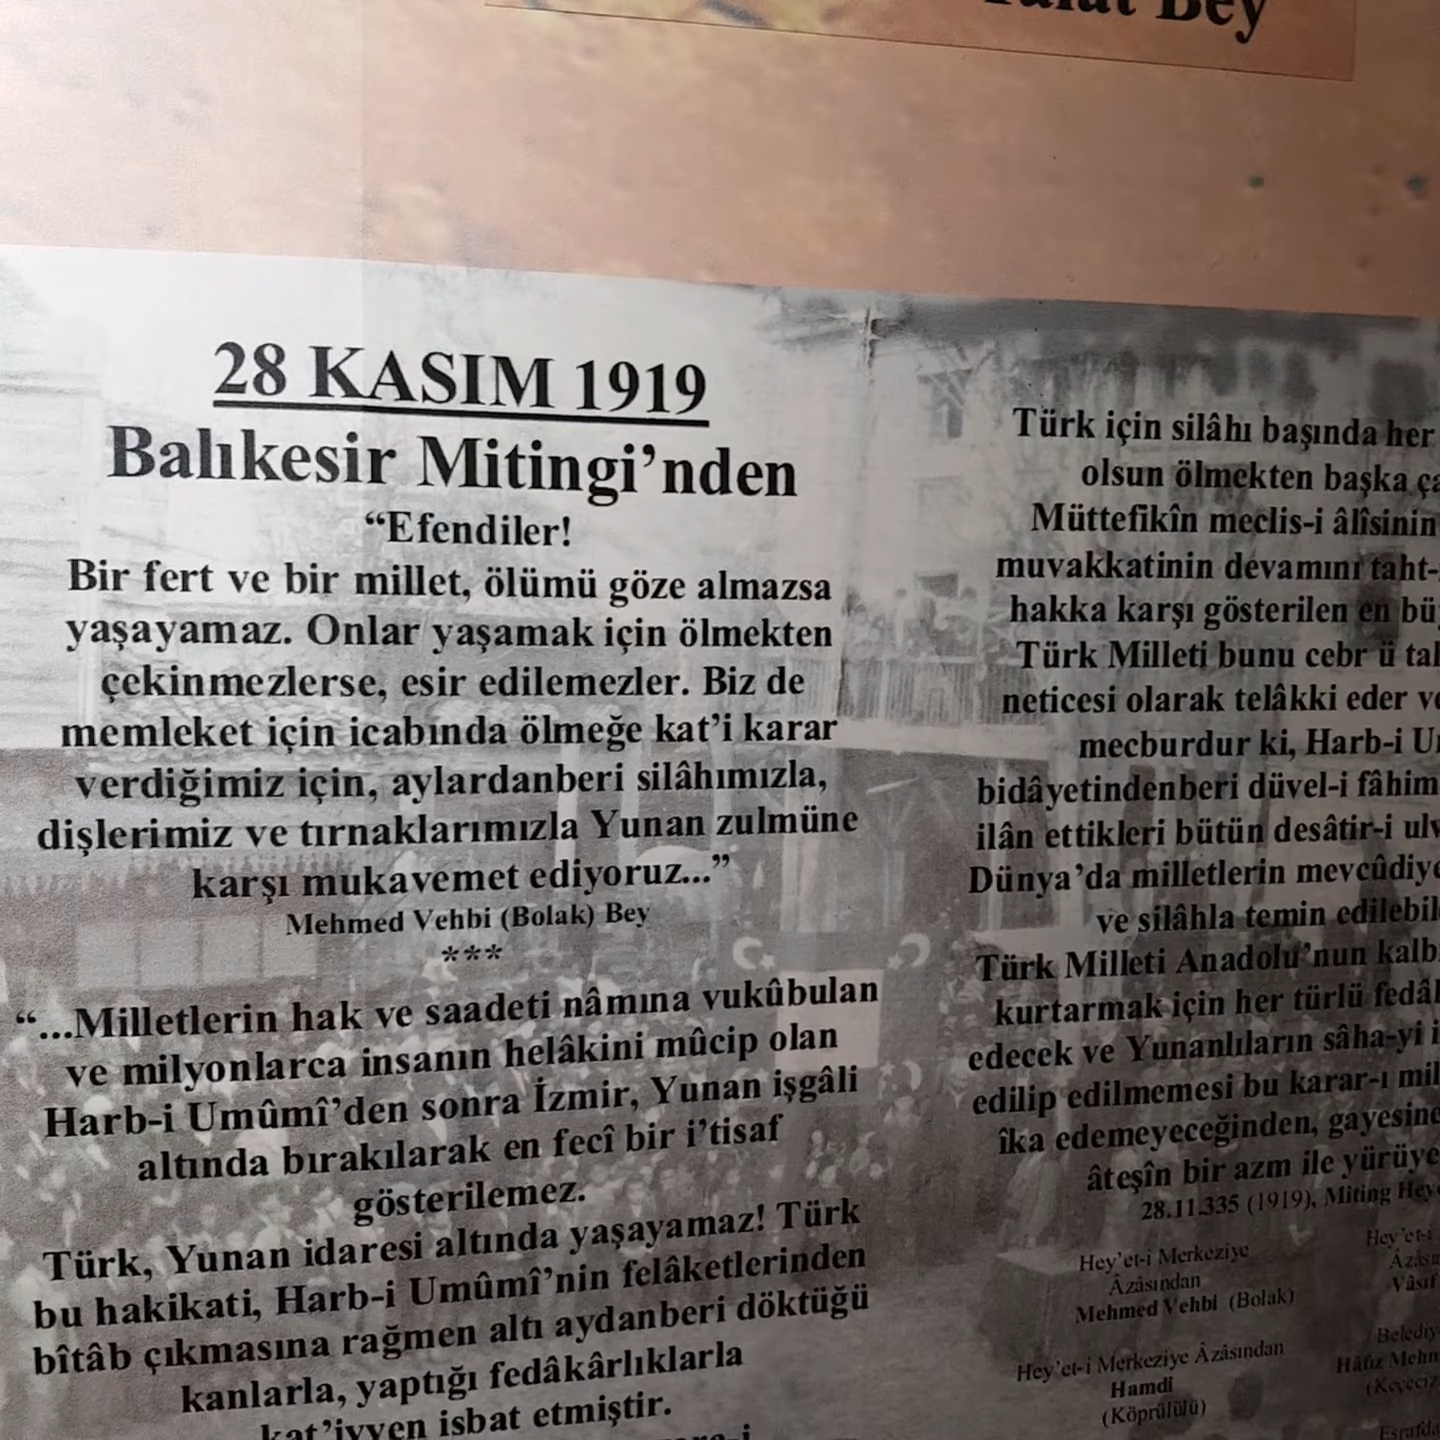 Bey
28 KASIM 1919
Balıkesir Mitingi’nden
“Efendiler!
Bir fert ve bir millet, ölümü göze almazsa
yaşayamaz. Onlar yaşamak için ölmekten
çekinmezlerse, esir edilemezler. Biz de
memleket için icabında ölmeğe kat’i karar
verdiğimiz için, aylardanberi silâhımızla,
dişlerimiz ve tırnaklarımızla Yunan zulmüne
karşı mukavemet ediyoruz...”
Mehmed Vehbi (Bolak) Bey
***
“...Milletlerin hak ve saadeti nâmına vukûbulan
ve milyonlarca insanın helâkini mûcip olan
Harb-i Umûmî’den sonra İzmir, Yunan işgâli
altında bırakılarak en fecî bir i’tisaf
gösterilemez.
Türk, Yunan idaresi altında yaşayamaz! Türk
bu hakikati, Harb-i Umûmî’nin felâketlerinden
bîtâb çıkmasına rağmen altı aydanberi döktüğü
kanlarla, yaptığı fedâkârlıklarla
kat’iyyen isbat etmiştir.
Türk için silâhı başında her
olsun ölmekten başka
Müttefikîn meclis-i âlîsinin
muvakkatinin devamını taht-
hakka karşı gösterilen en
Türk Milleti bunu cebr ü
neticesi olarak telâkki eder
mecburdur ki, Harb-i
bidâyetindenberi düvel-i
ilân ettikleri bütün desâtir-i
Dünya’da milletlerin
ve silâhla temin
Türk Milleti Anadolu’nun
kurtarmak için her türlü
edecek ve Yunanlıların sâha-yi
edilip edilmemesi bu karar-ı
îka edemeyeceğinden, gayesine
âteşîn bir azm ile
28.11.335 (1919), Miting
Hey’et-i Merkeziye
Âzâsından
Mehmed Vehbi (Bolak)
Hey’et-i Merkeziye Âzâsından
Hamdi
(Köprülülü)
Hey’et-i
Hâfız